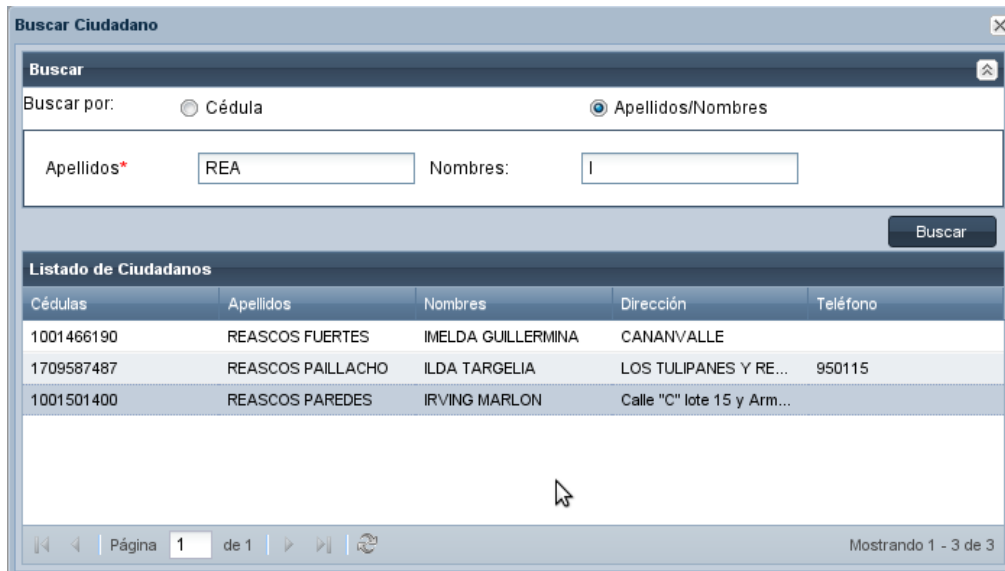 Buscar Ciudadano
Buscar
Buscar por: Cédula Apellidos/Nombres
Apellidos* REA Nombres: I
Buscar
Listado de Ciudadanos
Cédulas Apellidos Nombres Dirección Teléfono
1001466190 REASCOS FUERTES IMELDA GUILLERMINA CANANVALLE
1709587487 REASCOS PAILLACHO ILDA TARGELIA LOS TULIPANES Y RE... 950115
1001501400 REASCOS PAREDES IRVING MARLON Calle "C" lote 15 y Arm...
Página 1 de 1 Mostrando 1 - 3 de 3